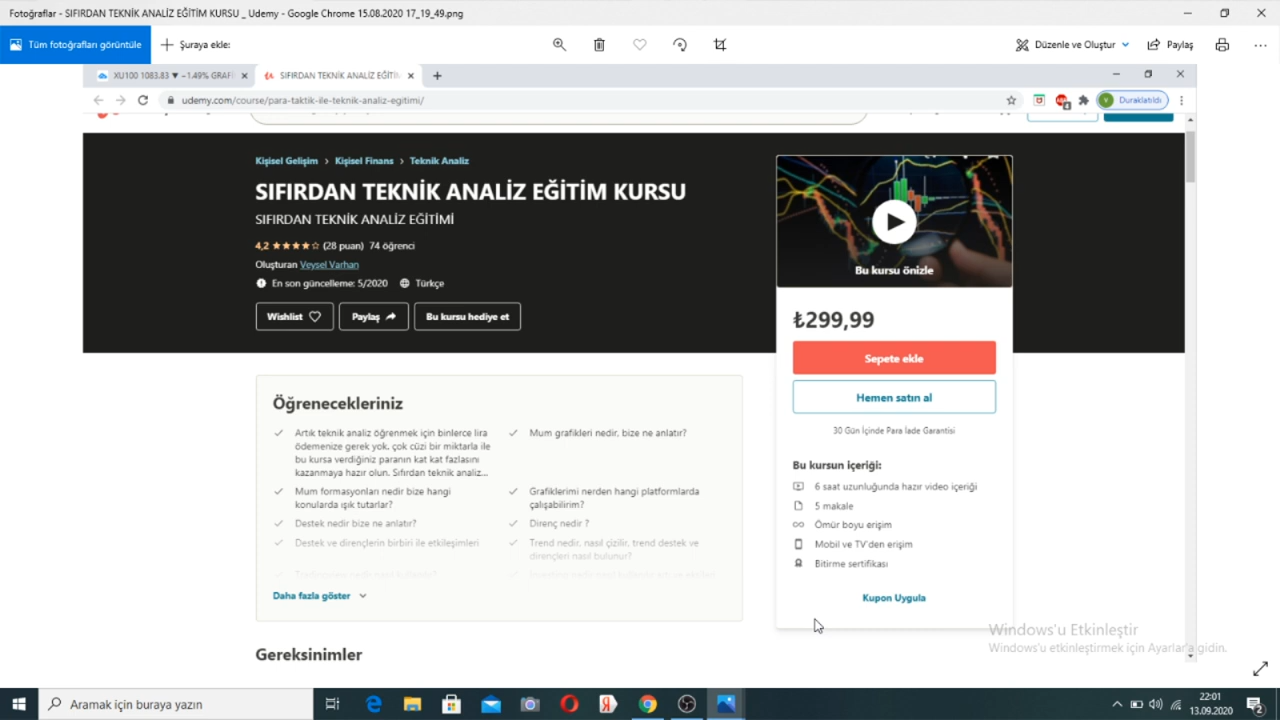 Fotoğraflar - SIFIRDAN TEKNİK ANALİZ EĞİTİM KURSU _ Udemy - Google Chrome 15.08.2020 17_19_49.png
Tüm fotoğrafları görüntüle
Şuraya ekle:
Düzenle ve Oluştur
Paylaş
XU100 1083.83 ▼ −1.49% GRAFİ
SIFIRDAN TEKNİK ANALİZ EĞİTİM
udemy.com/course/para-taktik-ile-teknik-analiz-egitimi/
Duraklatıldı
Kişisel Gelişim > Kişisel Finans > Teknik Analiz
SIFIRDAN TEKNİK ANALİZ EĞİTİM KURSU
SIFIRDAN TEKNİK ANALİZ EĞİTİMİ
4,2 (28 puan) 74 öğrenci
Oluşturan Veysel Varhan
En son güncelleme: 5/2020 Türkçe
Wishlist
Paylaş
Bu kursu hediye et
Bu kursu önizle
₺299,99
Sepete ekle
Hemen satın al
30 Gün İçinde Para İade Garantisi
Bu kursun içeriği:
6 saat uzunluğunda hazır video içeriği
5 makale
Ömür boyu erişim
Mobil ve TV'den erişim
Bitirme sertifikası
Kupon Uygula
Öğrenecekleriniz
Artık teknik analiz öğrenmek için binlerce lira
ödemenize gerek yok, çok cüzi bir miktarla ile
bu kursa verdiğiniz paranın kat kat fazlasını
kazanmaya hazır olun. Sıfırdan teknik analiz...
Mum grafikleri nedir, bize ne anlatır?
Mum formasyonları nedir bize hangi
konularda ışık tutarlar?
Grafiklerimi nerden hangi platformlarda
çalışabilirim?
Destek nedir bize ne anlatır?
Direnç nedir ?
Destek ve dirençlerin birbiri ile etkileşimleri
Trend nedir, nasıl çizilir, trend destek ve
dirençleri nasıl bulunur?
Daha fazla göster
Gereksinimler
Windows'u Etkinleştir
Windows'u etkinleştirmek için Ayarlar'a gidin.
Aramak için buraya yazın
22:01
13.09.2020
2